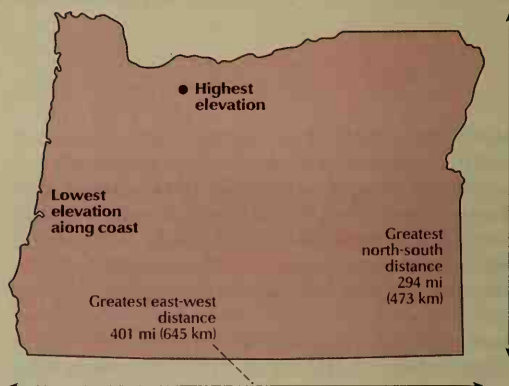 Highest
elevation
Lowest
elevation
along coast
Greatest
north-south
distance
294 mi
(473 km)
Greatest east-west
distance
401 mi (645 km)